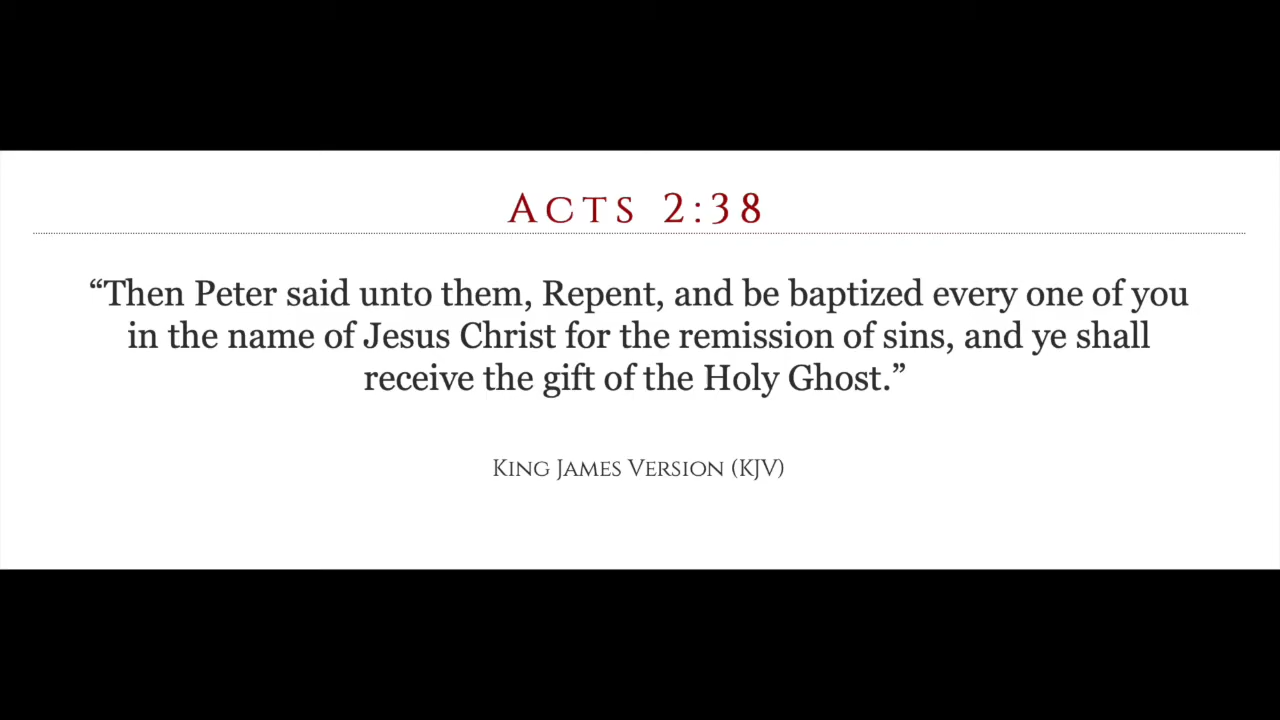 Acts 2:38
“Then Peter said unto them, Repent, and be baptized every one of you
in the name of Jesus Christ for the remission of sins, and ye shall
receive the gift of the Holy Ghost.”
King James Version (KJV)